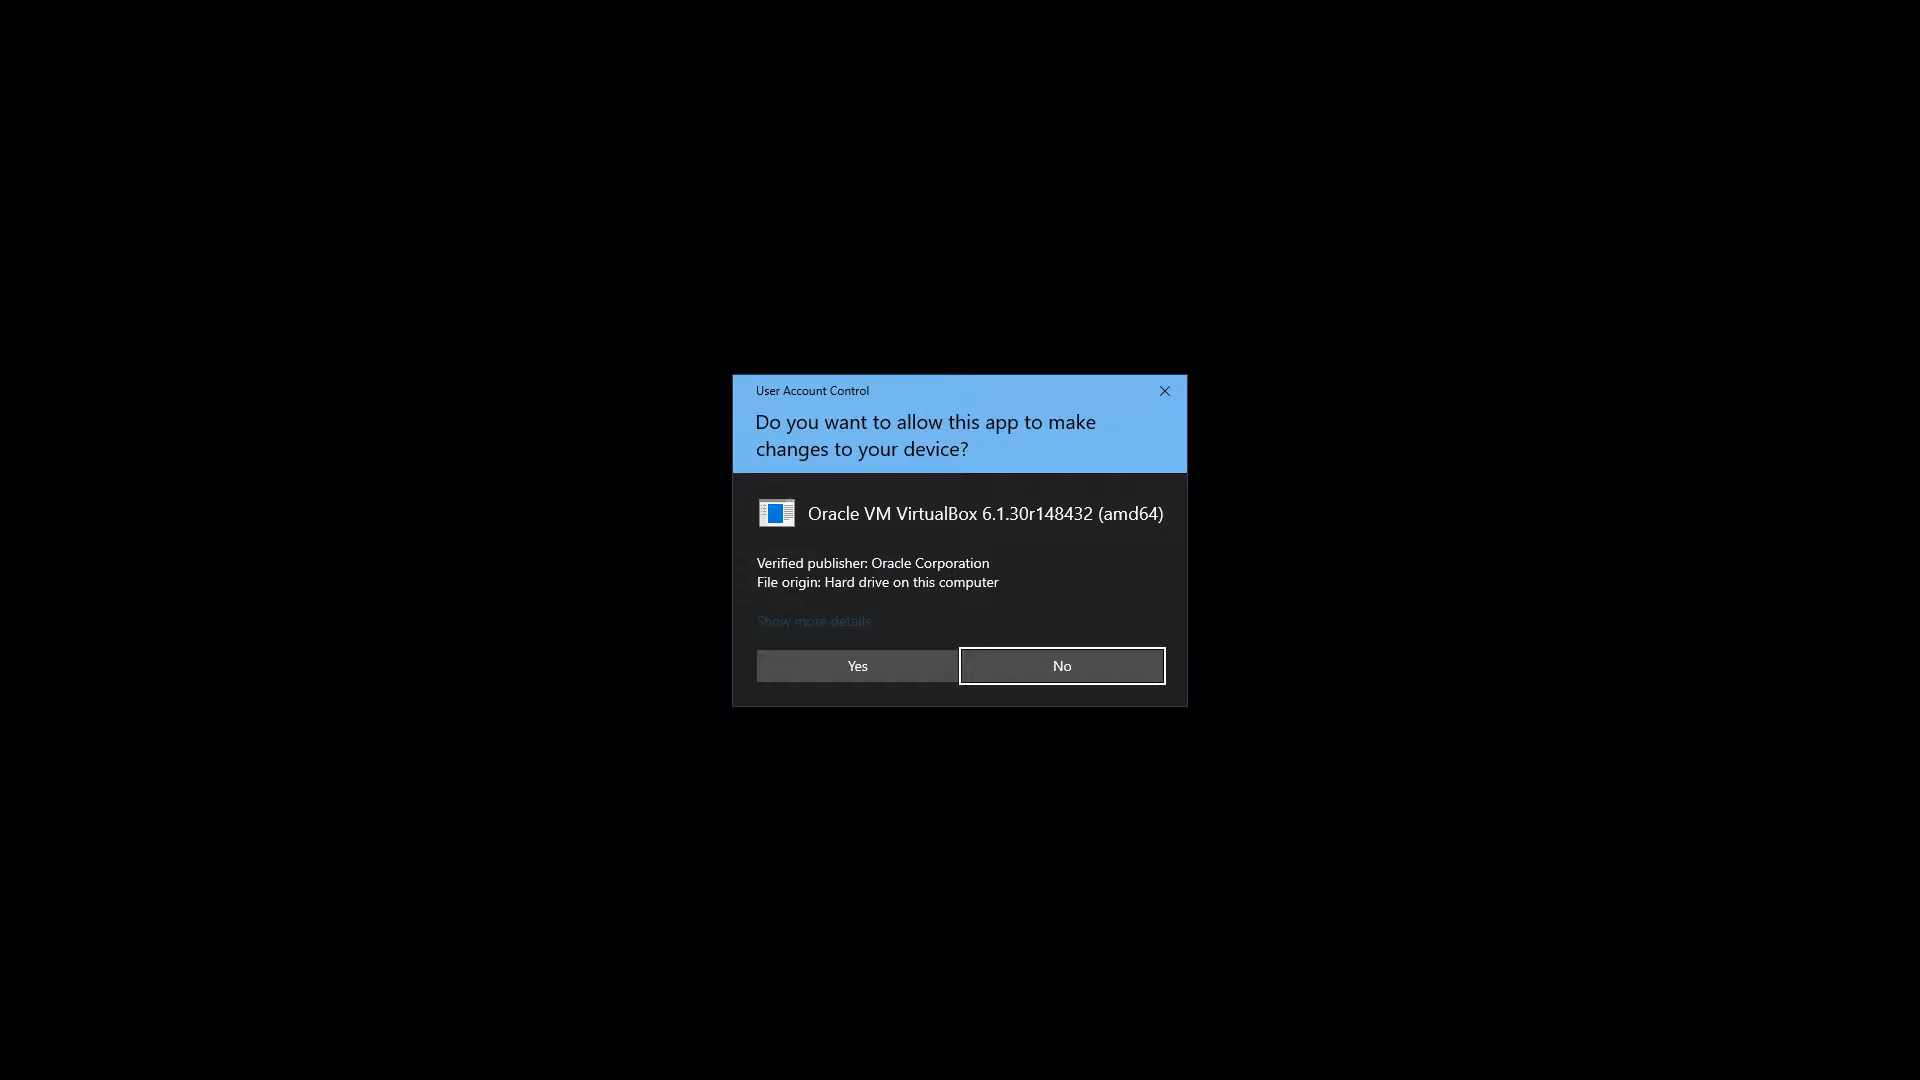 User Account Control
Do you want to allow this app to make
changes to your device?
Oracle VM VirtualBox 6.1.30r148432 (amd64)
Verified publisher: Oracle Corporation
File origin: Hard drive on this computer
Show more details
Yes
No